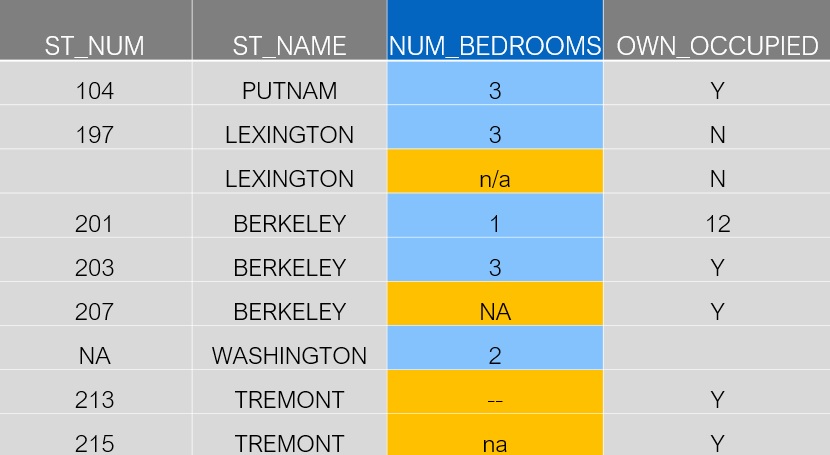 ST_NUM ST_NAME NUM_BEDROOMS OWN_OCCUPIED
104 PUTNAM 3 Y
197 LEXINGTON 3 N
LEXINGTON n/a N
201 BERKELEY 1 12
203 BERKELEY 3 Y
207 BERKELEY NA Y
NA WASHINGTON 2
213 TREMONT -- Y
215 TREMONT na Y